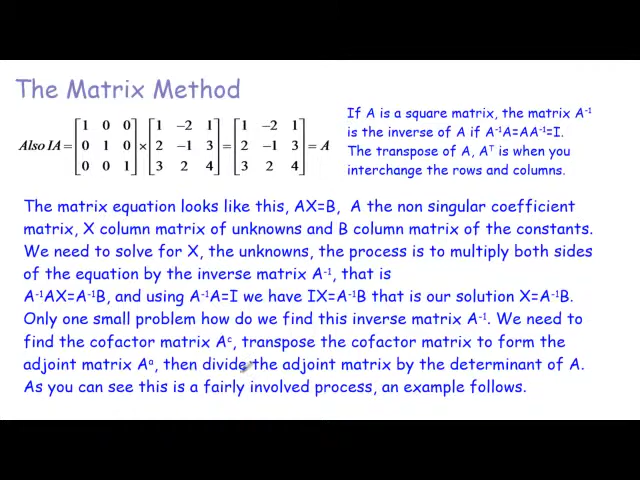 The Matrix Method
Also IA = [1 0 0; 0 1 0; 0 0 1] × [1 −2 1; 2 −1 3; 3 2 4] = [1 −2 1; 2 −1 3; 3 2 4] = A
If A is a square matrix, the matrix A⁻¹
is the inverse of A if A⁻¹A=AA⁻¹=I.
The transpose of A, Aᵀ is when you
interchange the rows and columns.
The matrix equation looks like this, AX=B, A the non singular coefficient
matrix, X column matrix of unknowns and B column matrix of the constants.
We need to solve for X, the unknowns, the process is to multiply both sides
of the equation by the inverse matrix A⁻¹, that is
A⁻¹AX=A⁻¹B, and using A⁻¹A=I we have IX=A⁻¹B that is our solution X=A⁻¹B.
Only one small problem how do we find this inverse matrix A⁻¹. We need to
find the cofactor matrix Aᶜ, transpose the cofactor matrix to form the
adjoint matrix Aᵃ, then divide the adjoint matrix by the determinant of A.
As you can see this is a fairly involved process, an example follows.